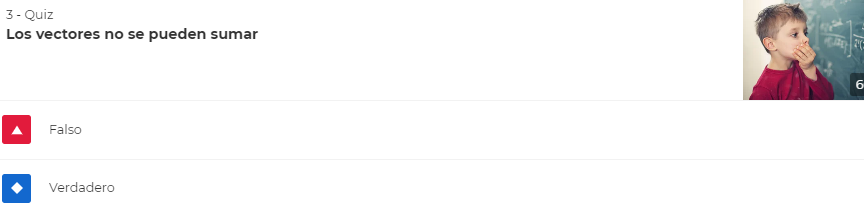 3 - Quiz
Los vectores no se pueden sumar
6
Falso
Verdadero